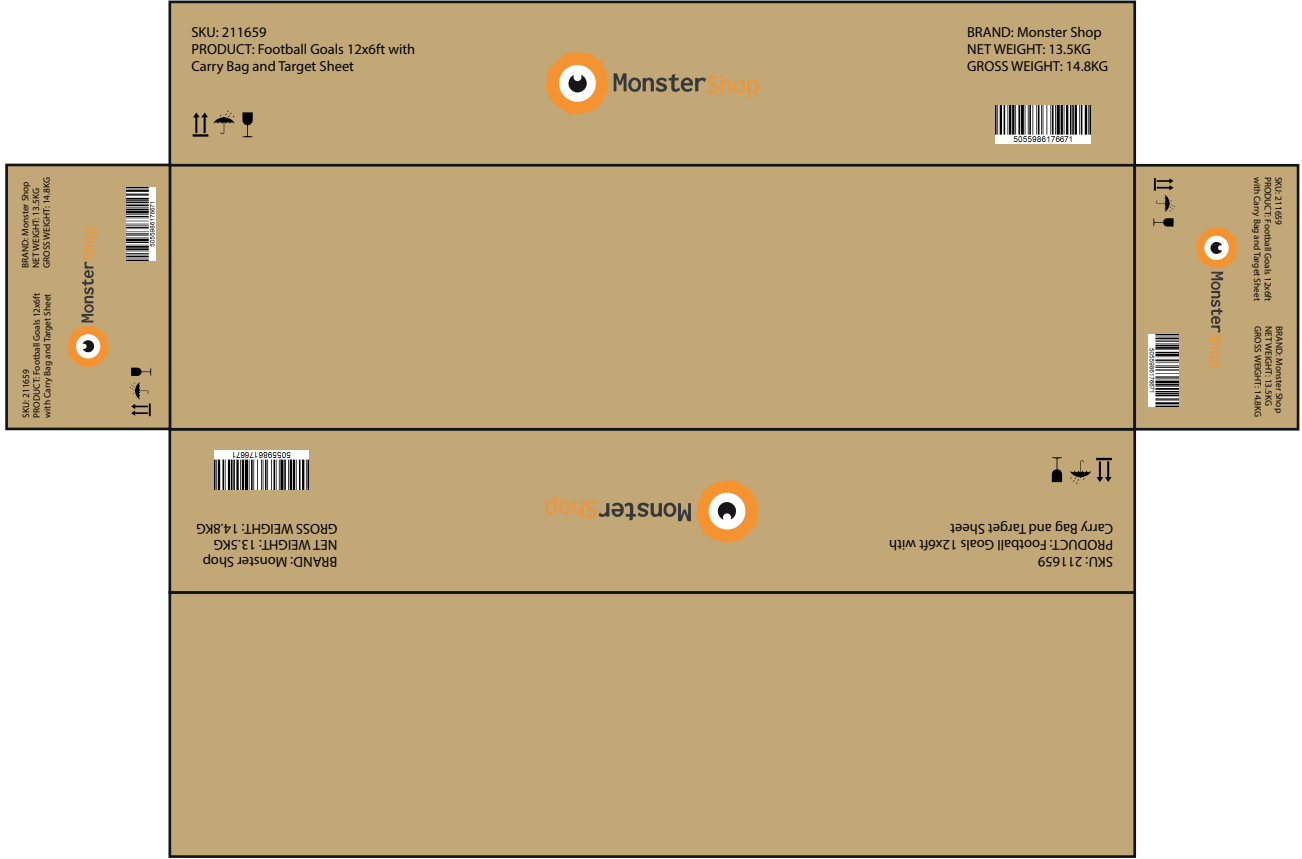 SKU: 211659
PRODUCT: Football Goals 12x6ft with
Carry Bag and Target Sheet
MonsterShop
BRAND: Monster Shop
NET WEIGHT: 13.5KG
GROSS WEIGHT: 14.8KG
5055986176671
SKU: 211659
PRODUCT: Football Goals 12x6ft
with Carry Bag and Target Sheet
MonsterShop
BRAND: Monster Shop
NET WEIGHT: 13.5KG
GROSS WEIGHT: 14.8KG
5055986176671
SKU: 211659
PRODUCT: Football Goals 12x6ft
with Carry Bag and Target Sheet
MonsterShop
BRAND: Monster Shop
NET WEIGHT: 13.5KG
GROSS WEIGHT: 14.8KG
5055986176671
SKU: 211659
PRODUCT: Football Goals 12x6ft with
Carry Bag and Target Sheet
MonsterShop
BRAND: Monster Shop
NET WEIGHT: 13.5KG
GROSS WEIGHT: 14.8KG
5055986176671